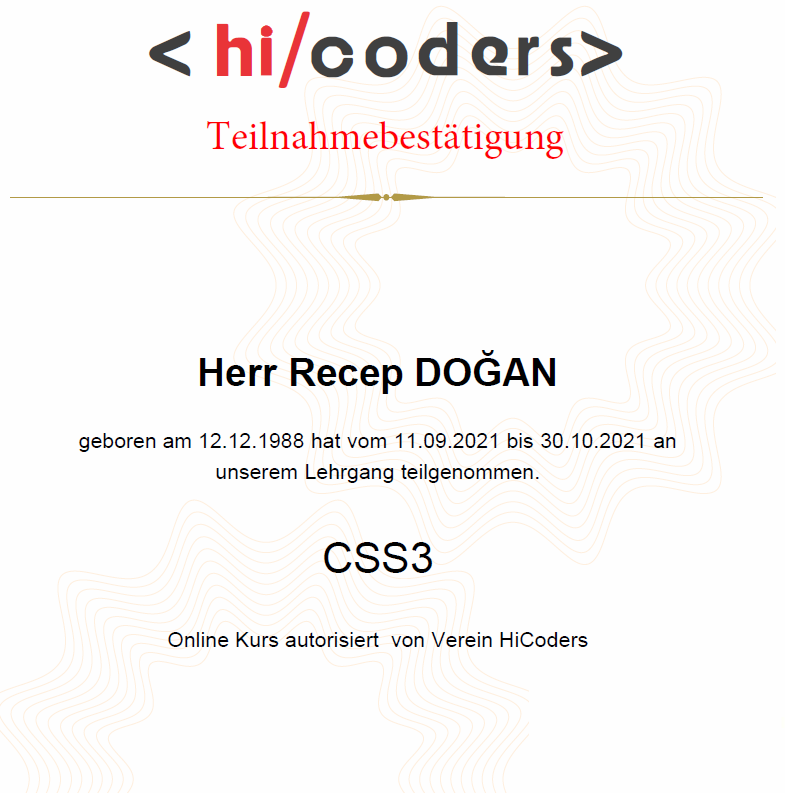 < hi/coders>
Teilnahmebestätigung
Herr Recep DOĞAN
geboren am 12.12.1988 hat vom 11.09.2021 bis 30.10.2021 an
unserem Lehrgang teilgenommen.
CSS3
Online Kurs autorisiert  von Verein HiCoders